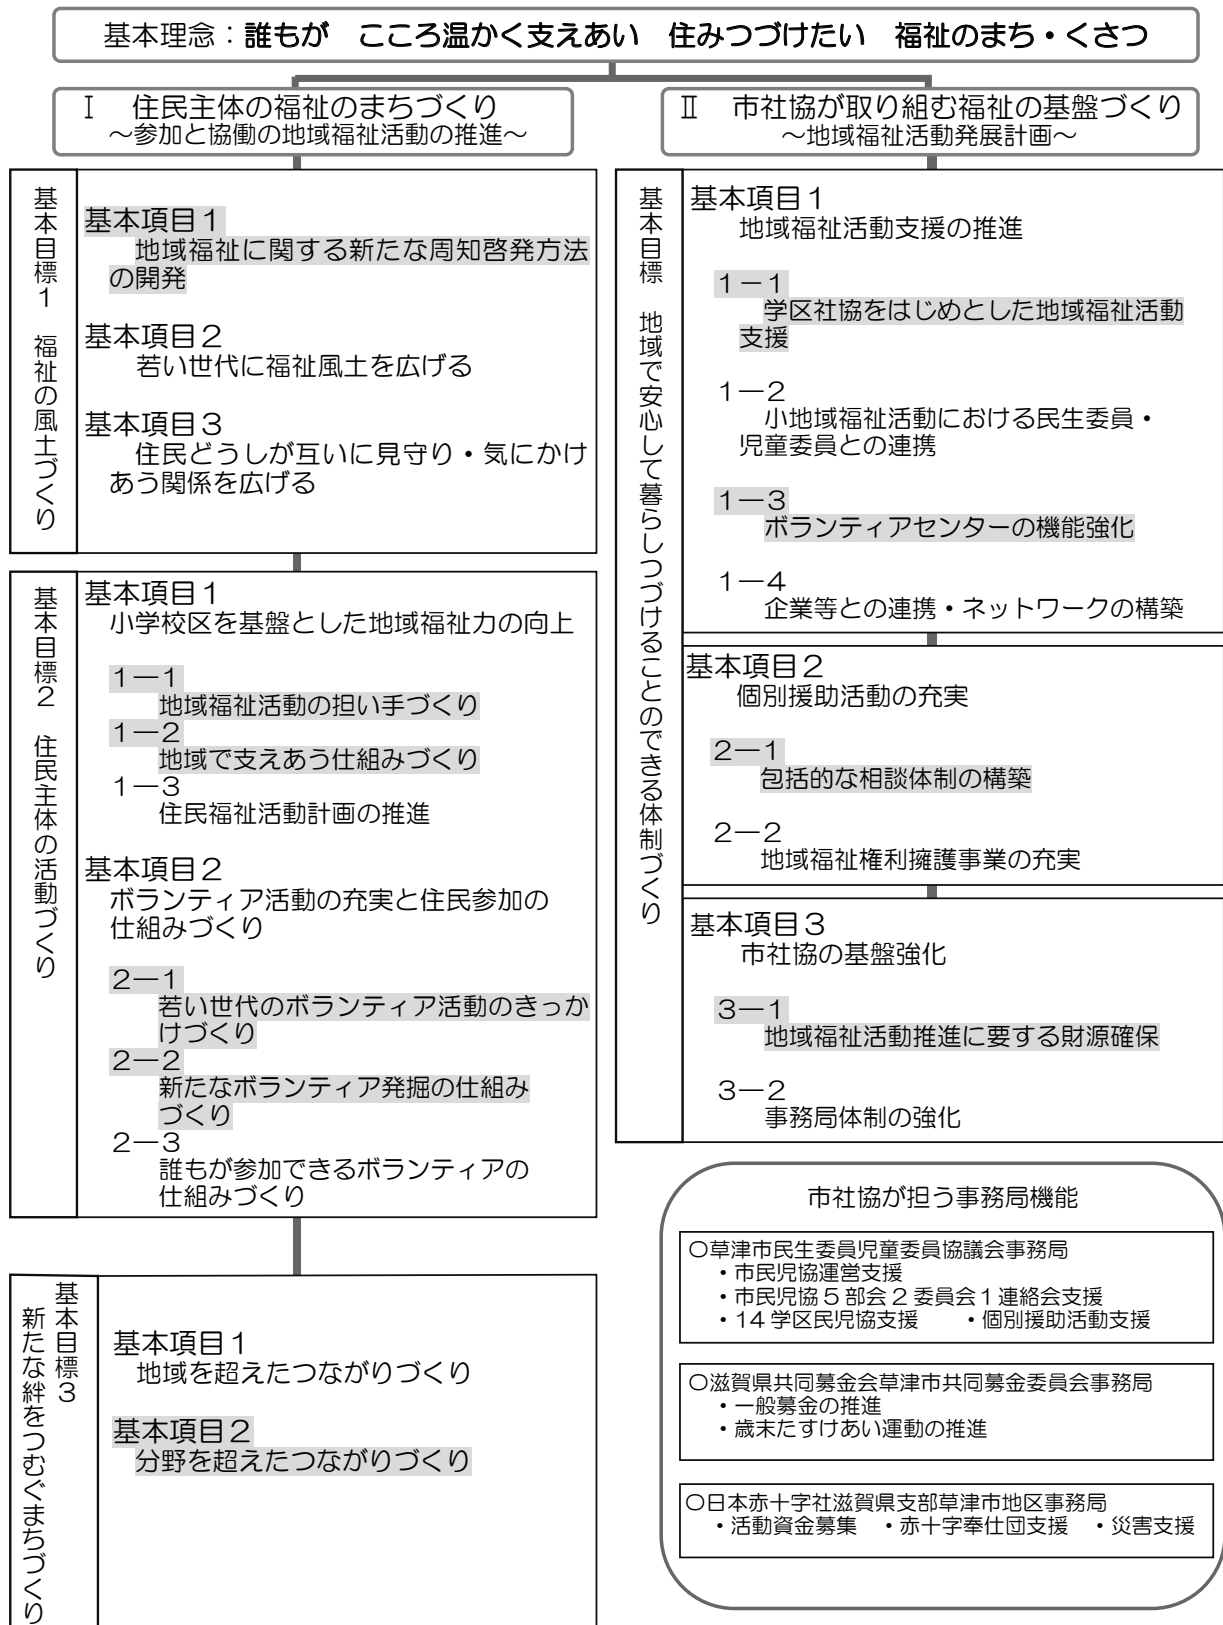 基本理念：誰もが　こころ温かく支えあい　住みつづけたい　福祉のまち・くさつ
Ⅰ　住民主体の福祉のまちづくり
～参加と協働の地域福祉活動の推進～
基本目標１　福祉の風土づくり
基本項目１
地域福祉に関する新たな周知啓発方法
の開発
基本項目２
若い世代に福祉風土を広げる
基本項目３
住民どうしが互いに見守り・気にかけ
あう関係を広げる
基本目標２　住民主体の活動づくり
基本項目１
小学校区を基盤とした地域福祉力の向上
１―１
地域福祉活動の担い手づくり
１―２
地域で支えあう仕組みづくり
１―３
住民福祉活動計画の推進
基本項目２
ボランティア活動の充実と住民参加の
仕組みづくり
２―１
若い世代のボランティア活動のきっか
けづくり
２―２
新たなボランティア発掘の仕組み
づくり
２―３
誰もが参加できるボランティアの
仕組みづくり
基本目標３
新たな絆をつむぐまちづくり
基本項目１
地域を超えたつながりづくり
基本項目２
分野を超えたつながりづくり
Ⅱ　市社協が取り組む福祉の基盤づくり
～地域福祉活動発展計画～
基本目標　地域で安心して暮らしつづけることのできる体制づくり
基本項目１
地域福祉活動支援の推進
１－１
学区社協をはじめとした地域福祉活動
支援
１―２
小地域福祉活動における民生委員・
児童委員との連携
１―３
ボランティアセンターの機能強化
１―４
企業等との連携・ネットワークの構築
基本項目２
個別援助活動の充実
２―１
包括的な相談体制の構築
２―２
地域福祉権利擁護事業の充実
基本項目３
市社協の基盤強化
３―１
地域福祉活動推進に要する財源確保
３―２
事務局体制の強化
市社協が担う事務局機能
○草津市民生委員児童委員協議会事務局
・市民児協運営支援
・市民児協５部会２委員会１連絡会支援
・14 学区民児協支援　・個別援助活動支援
○滋賀県共同募金会草津市共同募金委員会事務局
・一般募金の推進
・歳末たすけあい運動の推進
○日本赤十字社滋賀県支部草津市地区事務局
・活動資金募集　・赤十字奉仕団支援　・災害支援